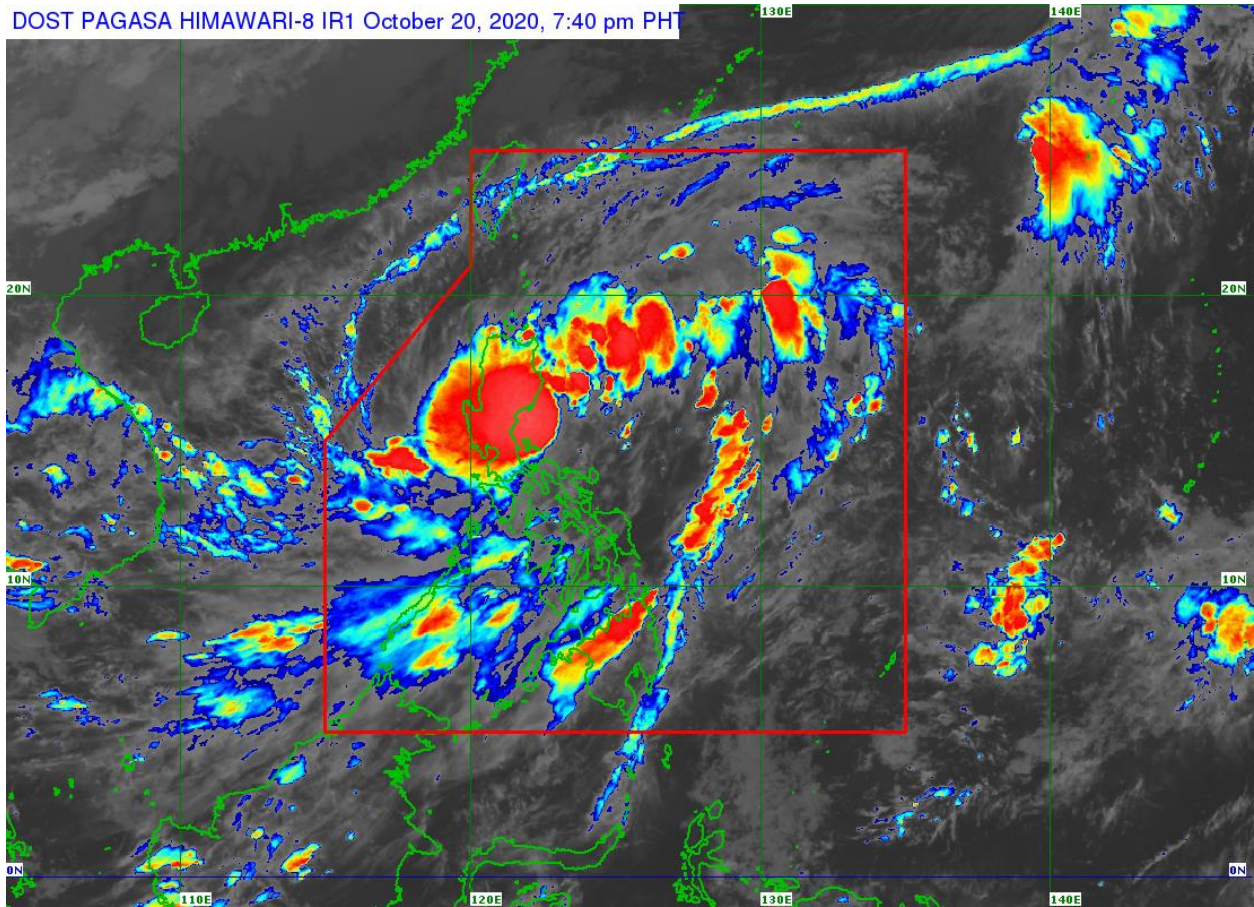 DOST PAGASA HIMAWARI-8 IR1 October 20, 2020, 7:40 pm PHT
130E
140E
20N
20N
10N
10N
0N
0N
110E
120E
130E
140E